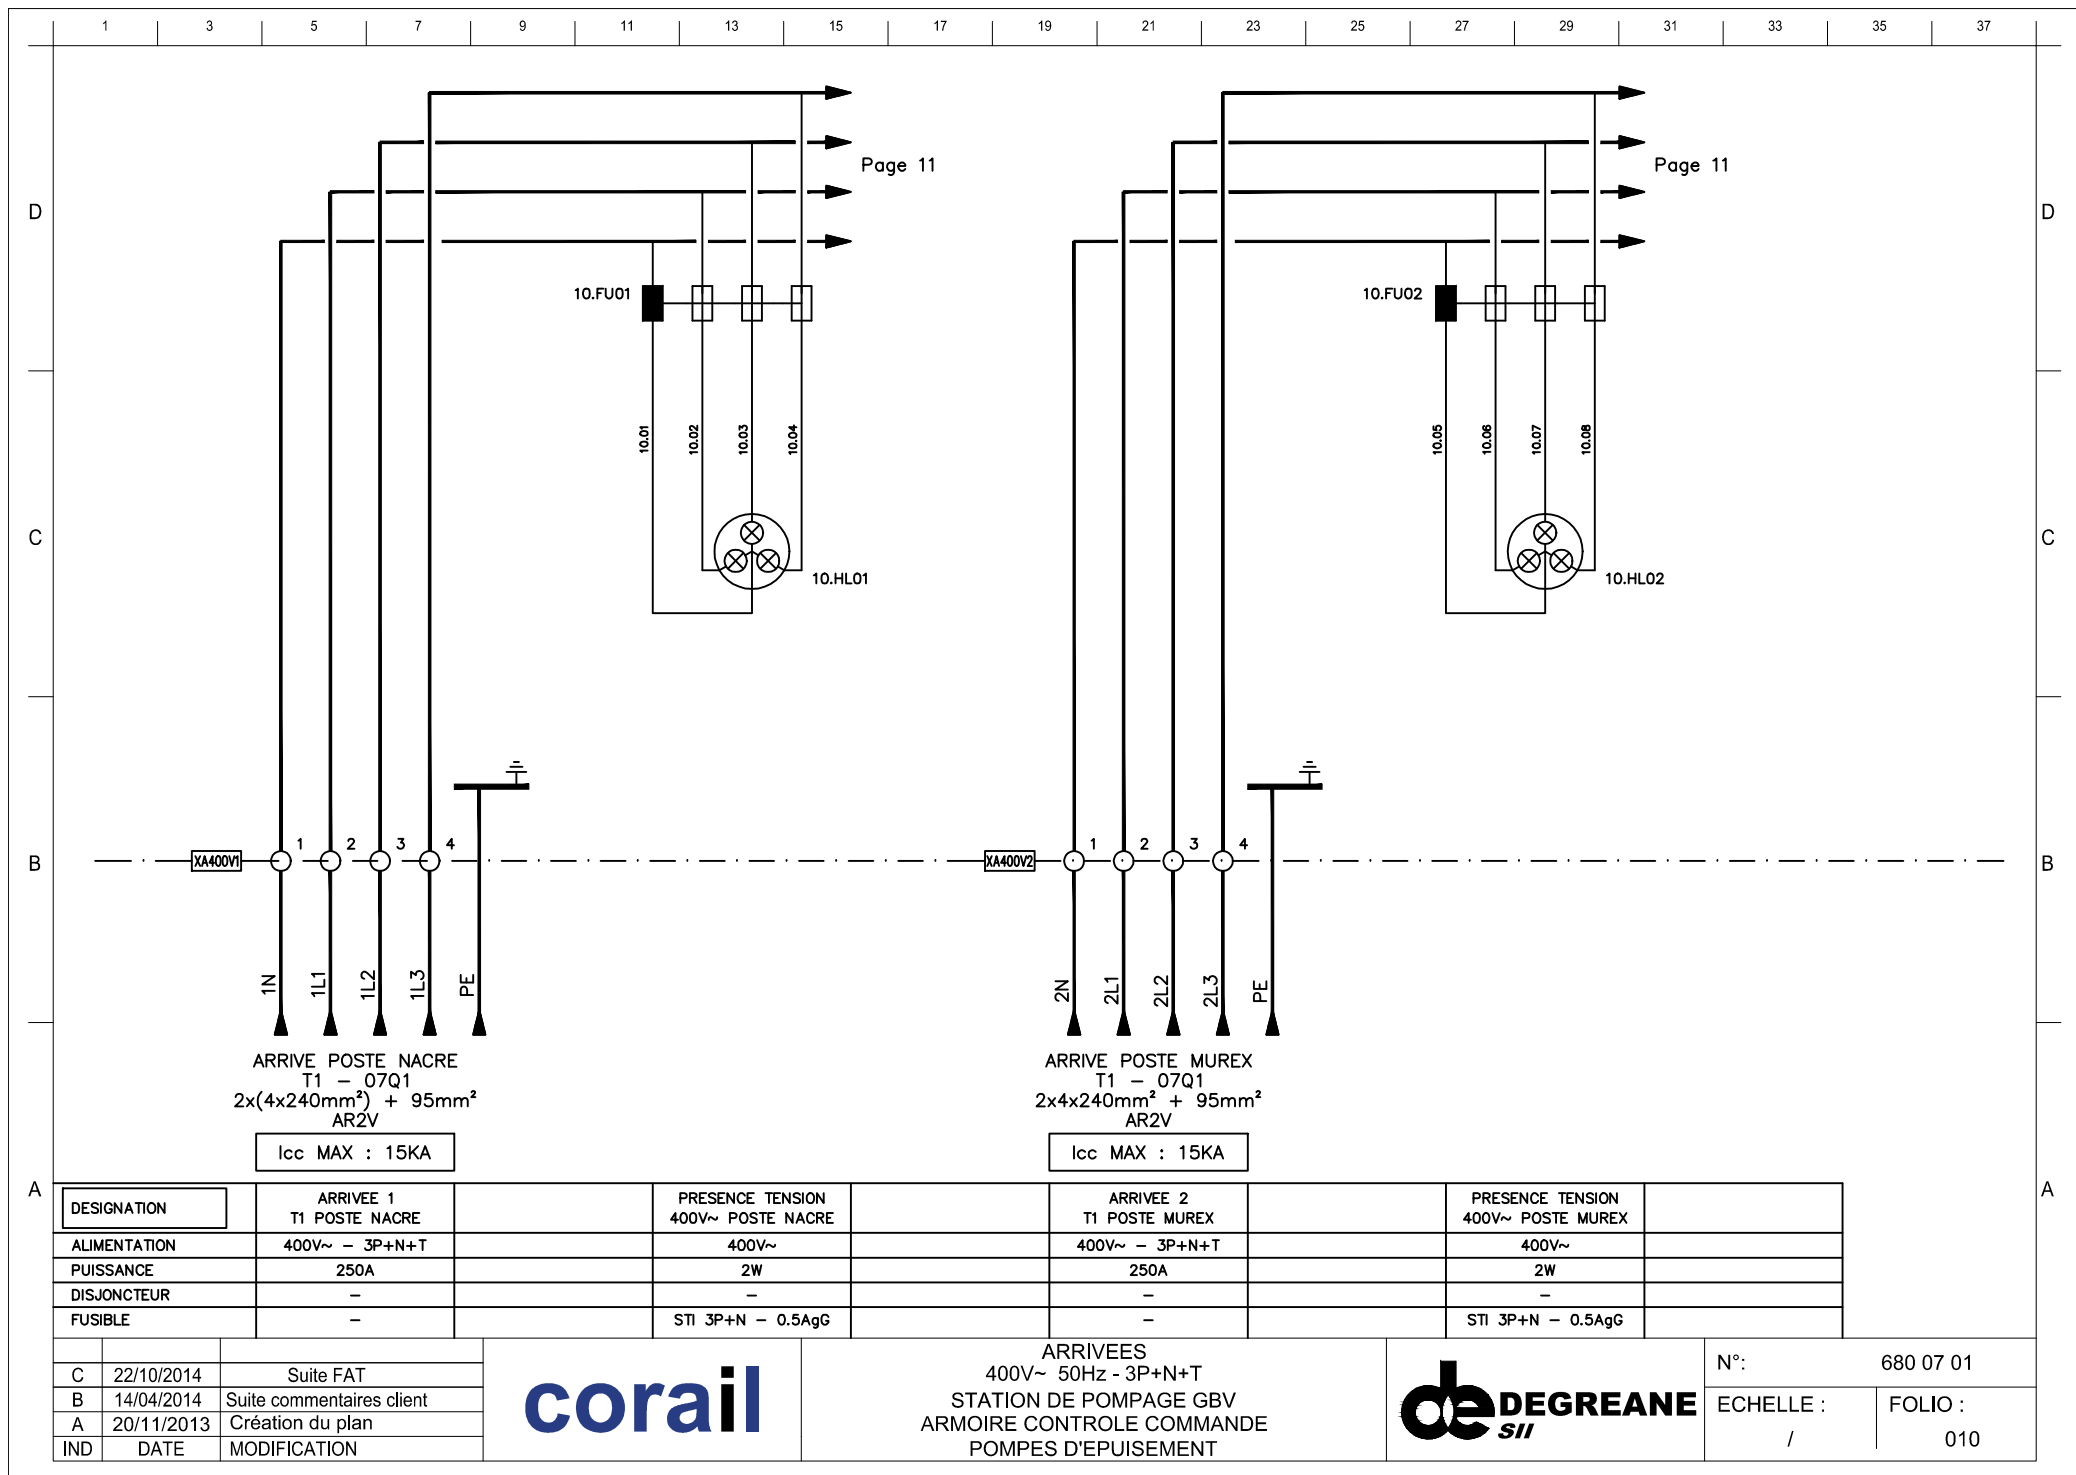 1 3 5 7 9 11 13 15 17 19 21 23 25 27 29 31 33 35 37
Page 11
Page 11
D
D
10.FU01
10.FU02
10.01
10.02
10.03
10.04
10.05
10.06
10.07
10.08
C
C
10.HL01
10.HL02
B
XA400V1
1
2
3
4
XA400V2
1
2
3
4
B
1N
1L1
1L2
1L3
PE
2N
2L1
2L2
2L3
PE
ARRIVE POSTE NACRE
T1 - 07Q1
2x(4x240mm²) + 95mm²
AR2V
Icc MAX : 15KA
ARRIVE POSTE MUREX
T1 - 07Q1
2x4x240mm² + 95mm²
AR2V
Icc MAX : 15KA
A
A
DESIGNATION
ARRIVEE 1
T1 POSTE NACRE
PRESENCE TENSION
400V~ POSTE NACRE
ARRIVEE 2
T1 POSTE MUREX
PRESENCE TENSION
400V~ POSTE MUREX
ALIMENTATION 400V~ - 3P+N+T 400V~ 400V~ - 3P+N+T 400V~
PUISSANCE 250A 2W 250A 2W
DISJONCTEUR - - - -
FUSIBLE - STI 3P+N - 0.5AgG - STI 3P+N - 0.5AgG
C 22/10/2014 Suite FAT
B 14/04/2014 Suite commentaires client
A 20/11/2013 Création du plan
IND DATE MODIFICATION
corail
ARRIVEES
400V~ 50Hz - 3P+N+T
STATION DE POMPAGE GBV
ARMOIRE CONTROLE COMMANDE
POMPES D'EPUISEMENT
de DEGREANE
SII
N°: 680 07 01
ECHELLE :
/
FOLIO :
010